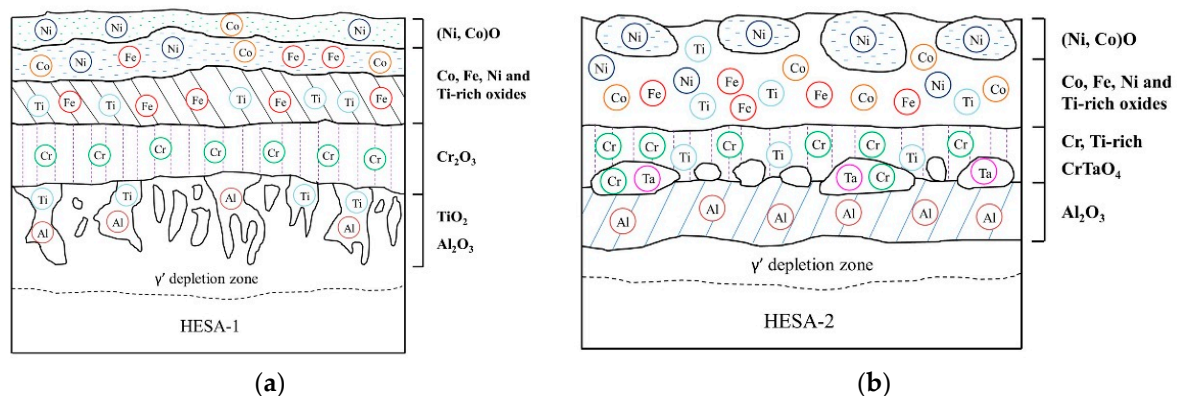 Ni Ni Co Ni
(Ni, Co)O
Co Ni Fe Ni Co Fe Fe Co
Co, Fe, Ni and
Ti-rich oxides
Ti Fe Ti Fe Fe Ti Fe Ti Ti Fe
Cr Cr Cr Cr Cr Cr Cr
Cr₂O₃
Ti Ti Al Ti Ti
Al Al Al
TiO₂
Al₂O₃
γ′ depletion zone
HESA-1
(a)
Ni Ni Ni Ni
(Ni, Co)O
Ti Co
Ni Ni Fe Co Ni
Co Fe Ti Fe Ti Fe Co Fe Ti Co
Co, Fe, Ni and
Ti-rich oxides
Cr Cr Cr Cr Cr Cr
Ti Ti Ti
Cr, Ti-rich
CrTaO₄
Cr Ta Ta Cr Ta
Al Al Al Al Al Al
Al₂O₃
γ′ depletion zone
HESA-2
(b)